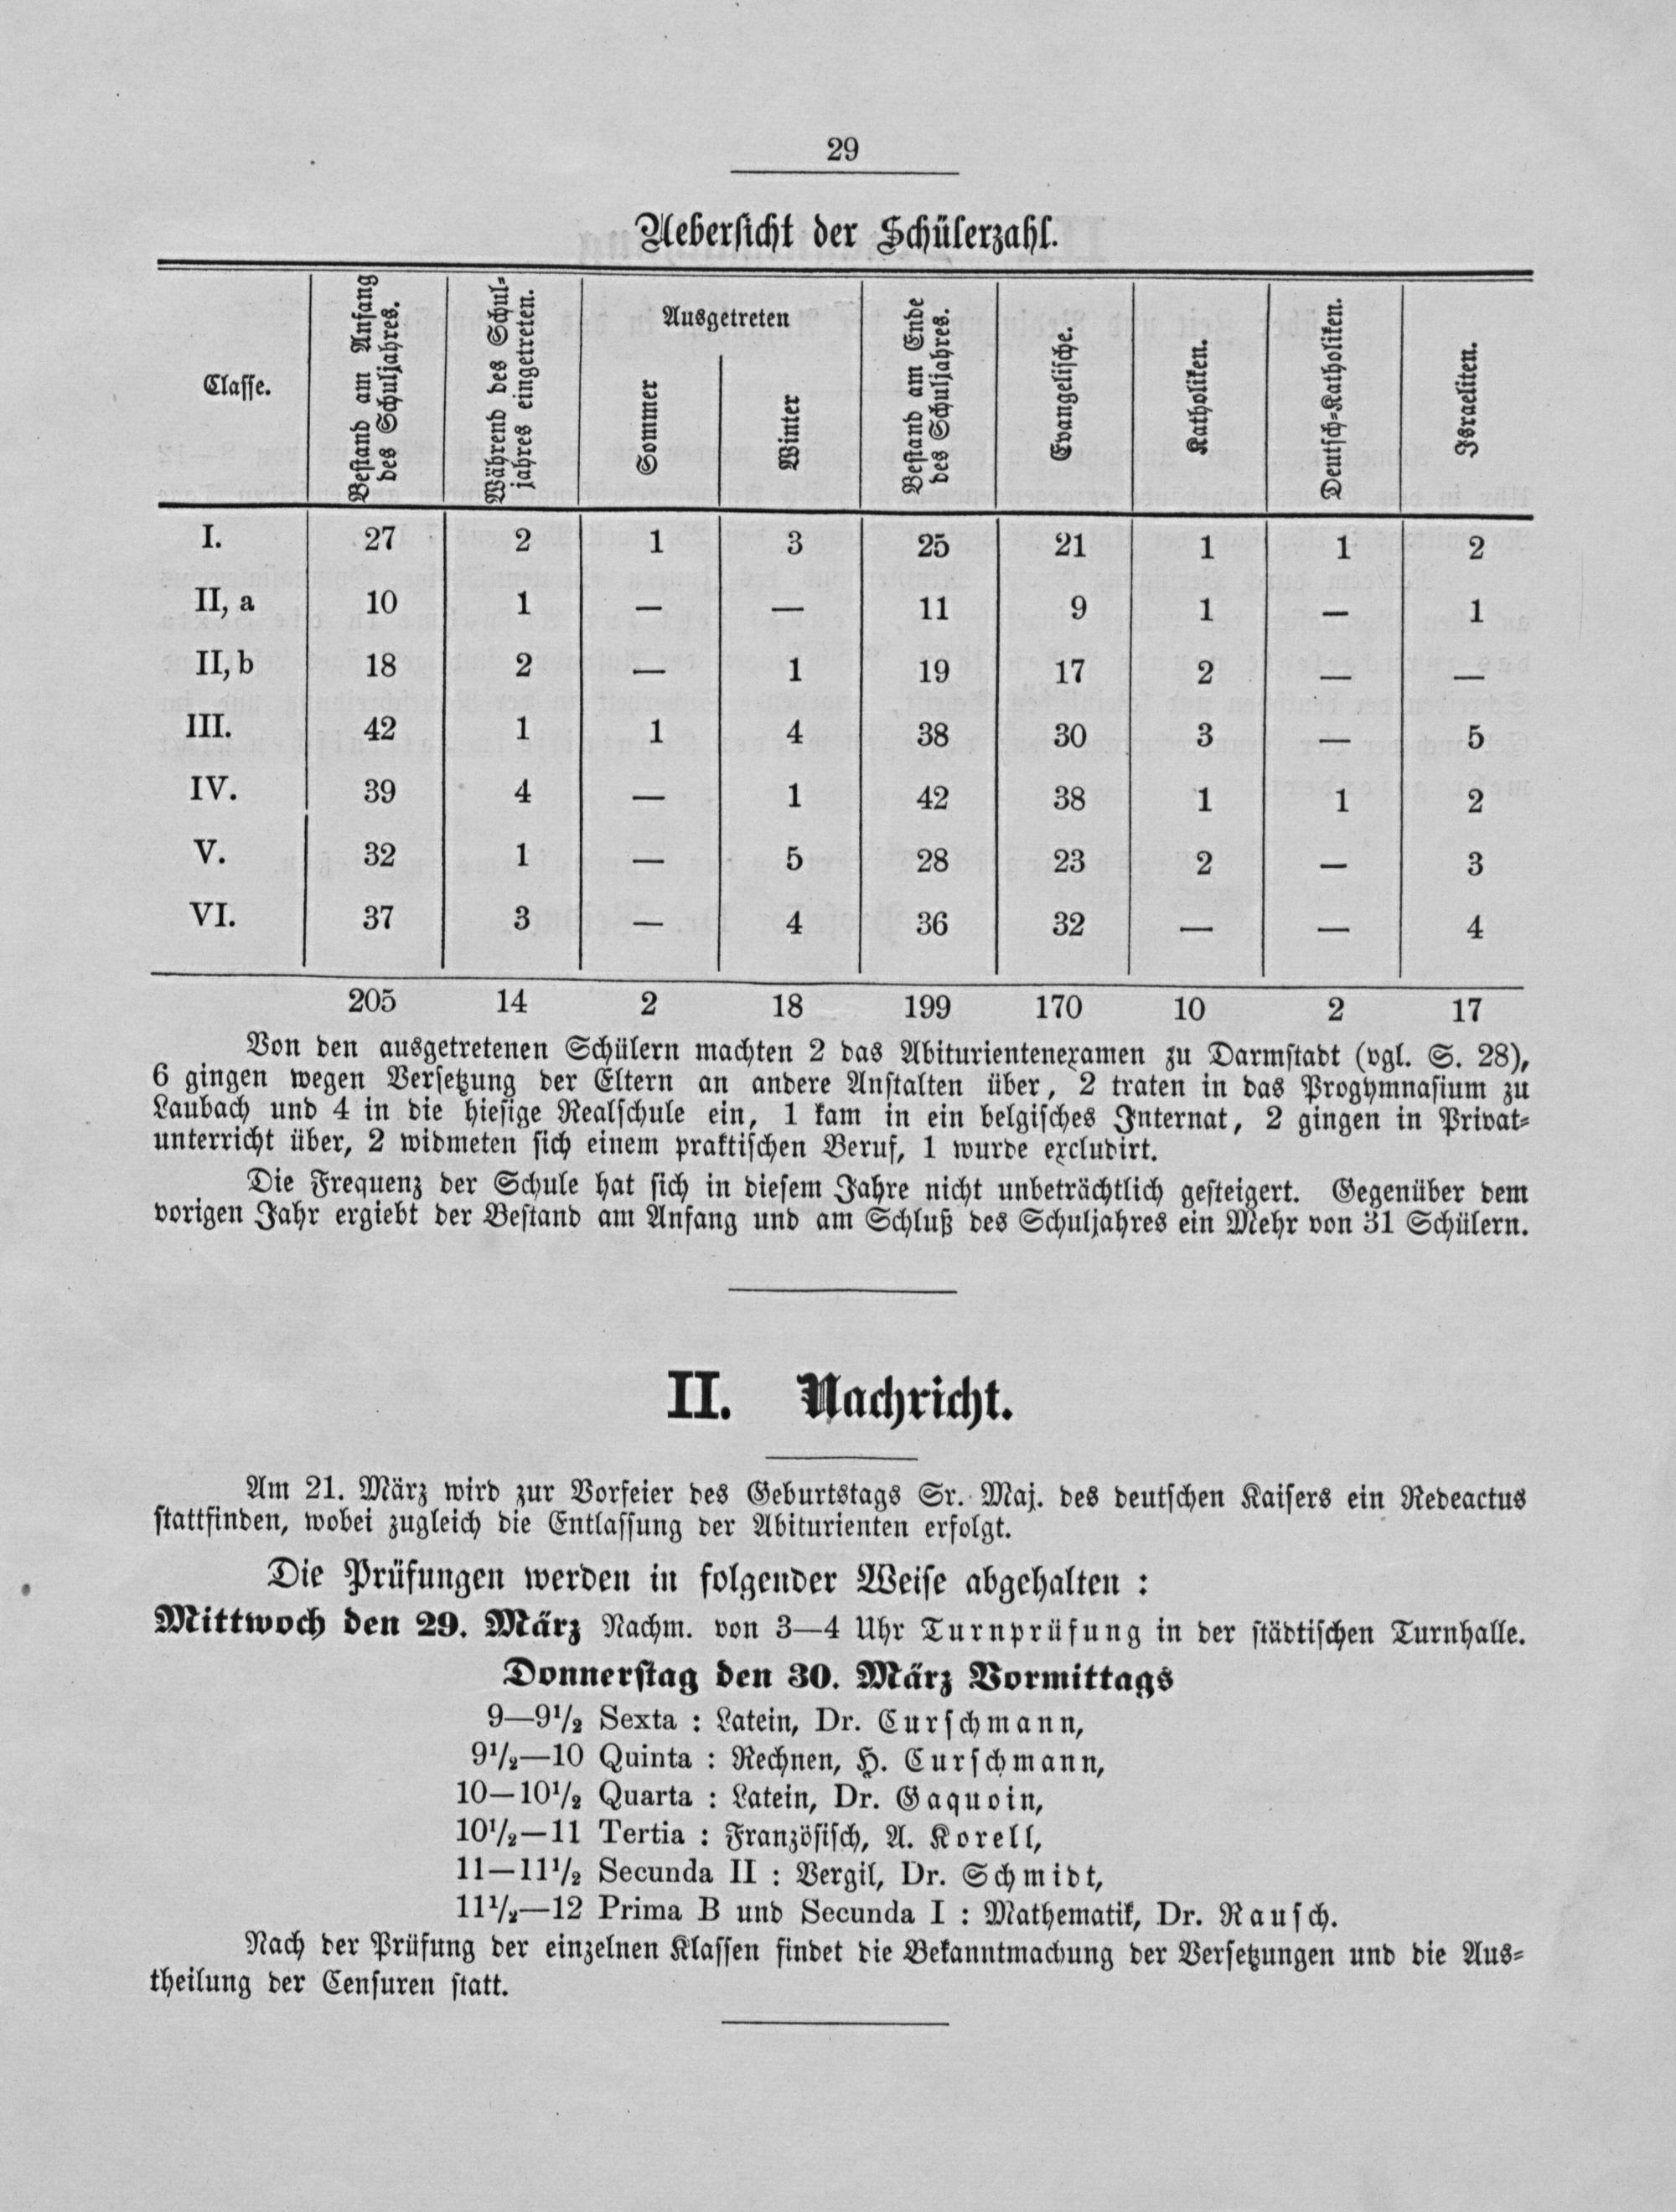 29
Uebersicht der Schülerzahl.
Classe.
Bestand am Anfang
des Schuljahres.
Während des Schul-
jahres eingetreten.
Ausgetreten
Sommer
Winter
Bestand am Ende
des Schuljahres.
Evangelische.
Katholiken.
Deutsch-Katholiken.
Israeliten.
I. 27 2 1 3 25 21 1 1 2
II, a 10 1 — — 11 9 1 — 1
II, b 18 2 — 1 19 17 2 — —
III. 42 1 1 4 38 30 3 — 5
IV. 39 4 — 1 42 38 1 1 2
V. 32 1 — 5 28 23 2 — 3
VI. 37 3 — 4 36 32 — — 4
205 14 2 18 199 170 10 2 17
Von den ausgetretenen Schülern machten 2 das Abiturientenexamen zu Darmstadt (vgl. S. 28),
6 gingen wegen Versetzung der Eltern an andere Anstalten über, 2 traten in das Progymnasium zu
Laubach und 4 in die hiesige Realschule ein, 1 kam in ein belgisches Internat, 2 gingen in Privat-
unterricht über, 2 widmeten sich einem praktischen Beruf, 1 wurde excludirt.
Die Frequenz der Schule hat sich in diesem Jahre nicht unbeträchtlich gesteigert. Gegenüber dem
vorigen Jahr ergiebt der Bestand am Anfang und am Schluß des Schuljahres ein Mehr von 31 Schülern.
II. Nachricht.
Am 21. März wird zur Vorfeier des Geburtstags Sr. Maj. des deutschen Kaisers ein Redeactus
stattfinden, wobei zugleich die Entlassung der Abiturienten erfolgt.
Die Prüfungen werden in folgender Weise abgehalten :
Mittwoch den 29. März Nachm. von 3—4 Uhr Turnprüfung in der städtischen Turnhalle.
Donnerstag den 30. März Vormittags
9—9½ Sexta : Latein, Dr. Curschmann,
9½—10 Quinta : Rechnen, H. Curschmann,
10—10½ Quarta : Latein, Dr. Gaquoin,
10½—11 Tertia : Französisch, A. Korell,
11—11½ Secunda II : Vergil, Dr. Schmidt,
11½—12 Prima B und Secunda I : Mathematik, Dr. Rausch.
Nach der Prüfung der einzelnen Klassen findet die Bekanntmachung der Versetzungen und die Aus-
theilung der Censuren statt.